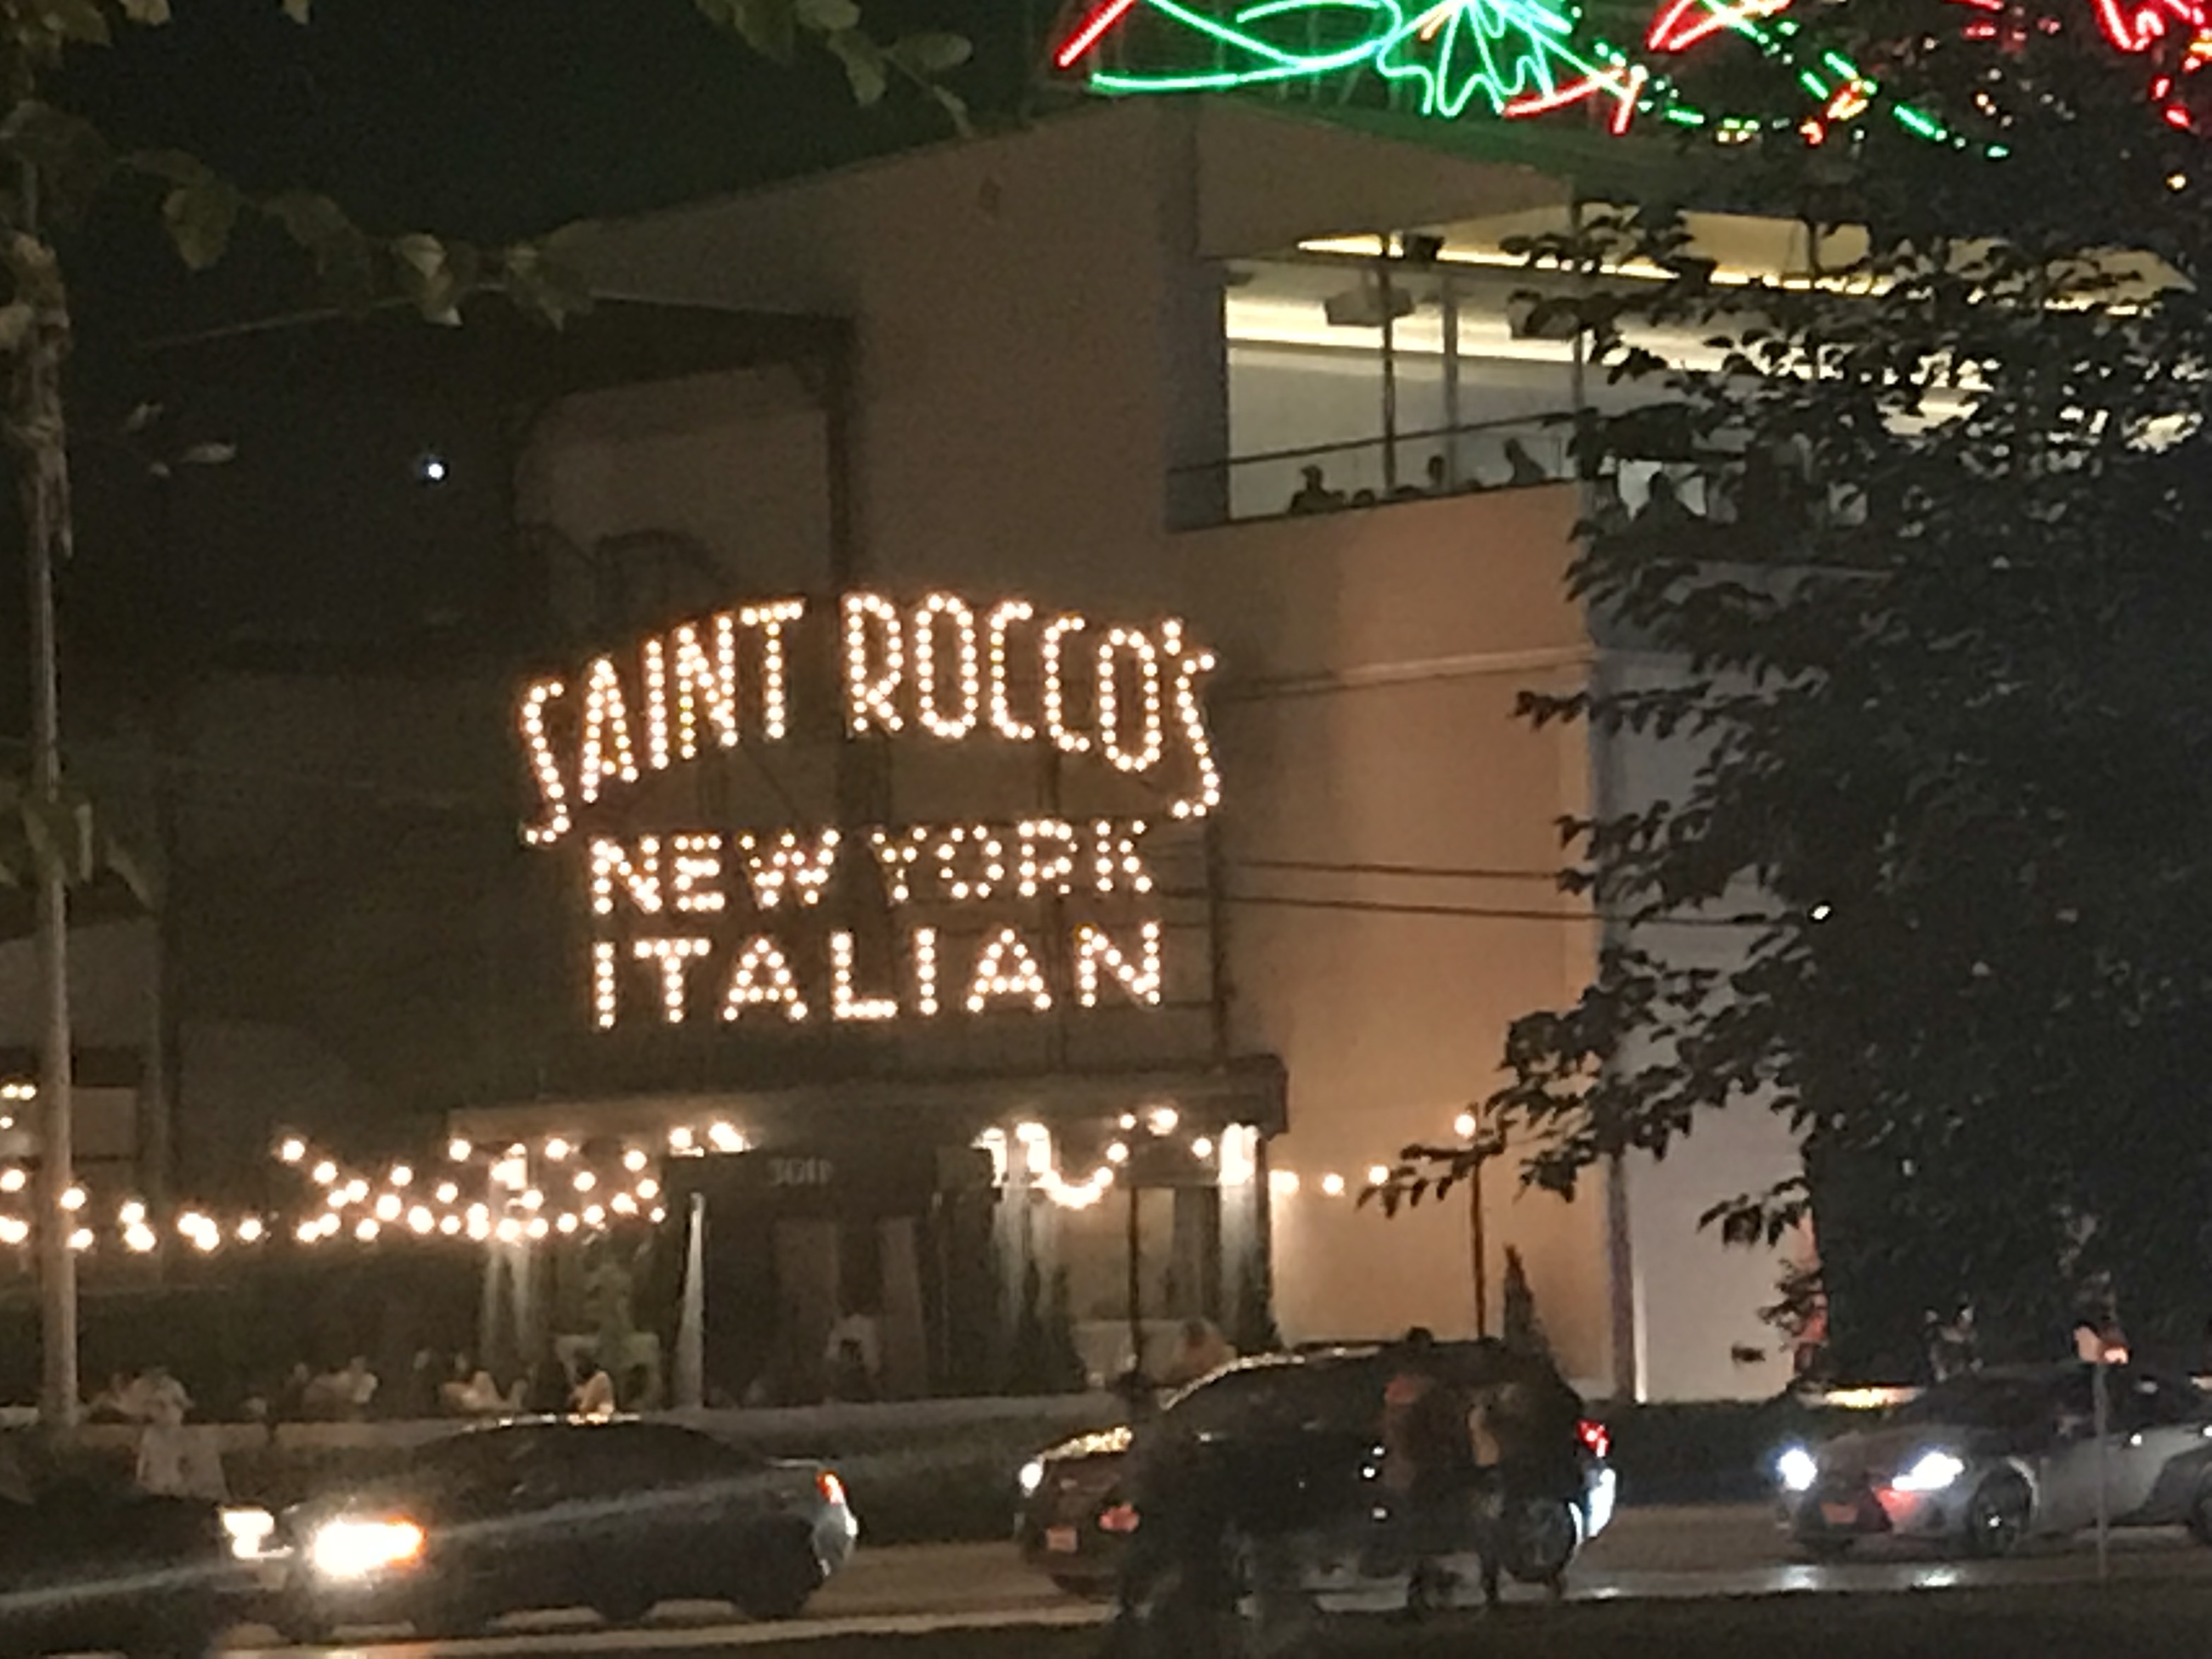 SAINT ROCCO'S
NEW YORK
ITALIAN